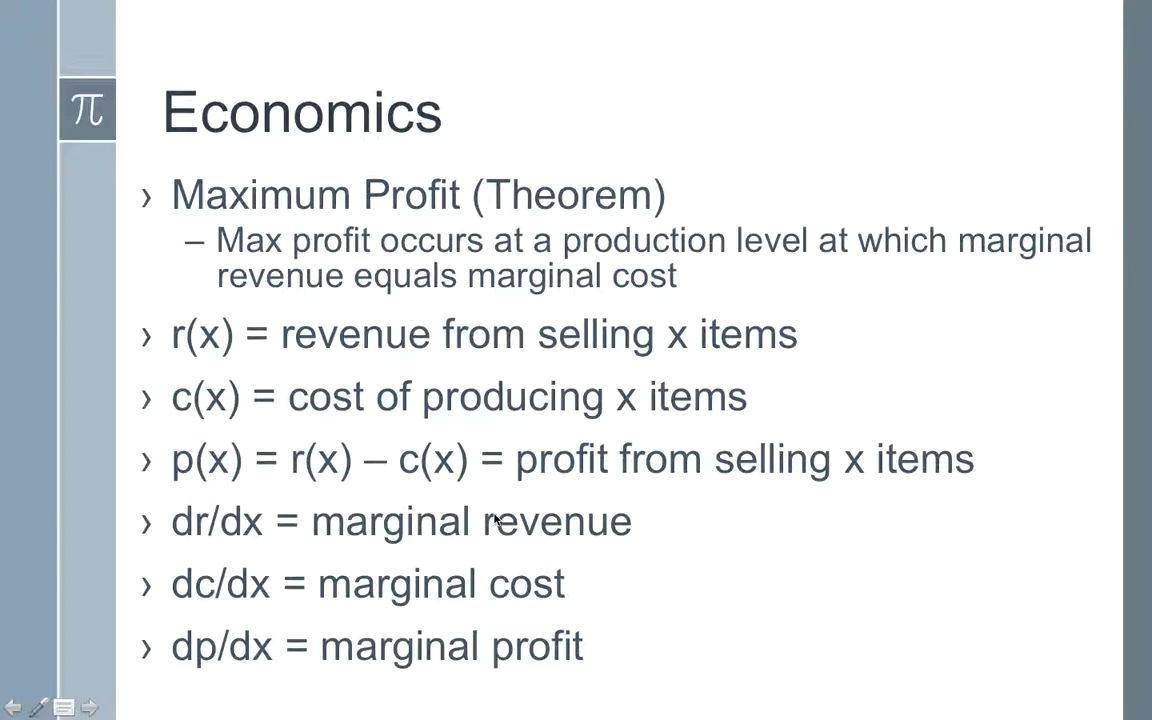 π
Economics
› Maximum Profit (Theorem)
– Max profit occurs at a production level at which marginal
revenue equals marginal cost
› r(x) = revenue from selling x items
› c(x) = cost of producing x items
› p(x) = r(x) – c(x) = profit from selling x items
› dr/dx = marginal revenue
› dc/dx = marginal cost
› dp/dx = marginal profit